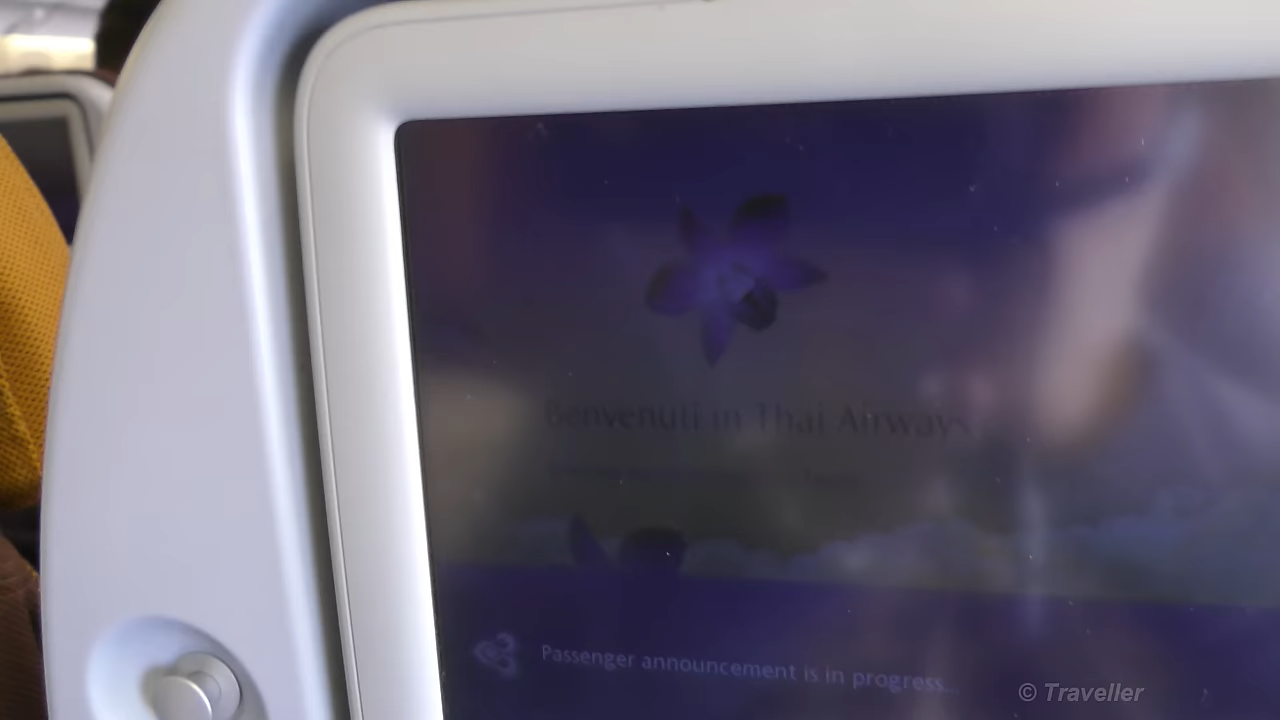 Benvenuti in Thai Airways
Passenger announcement is in progress...
© Traveller